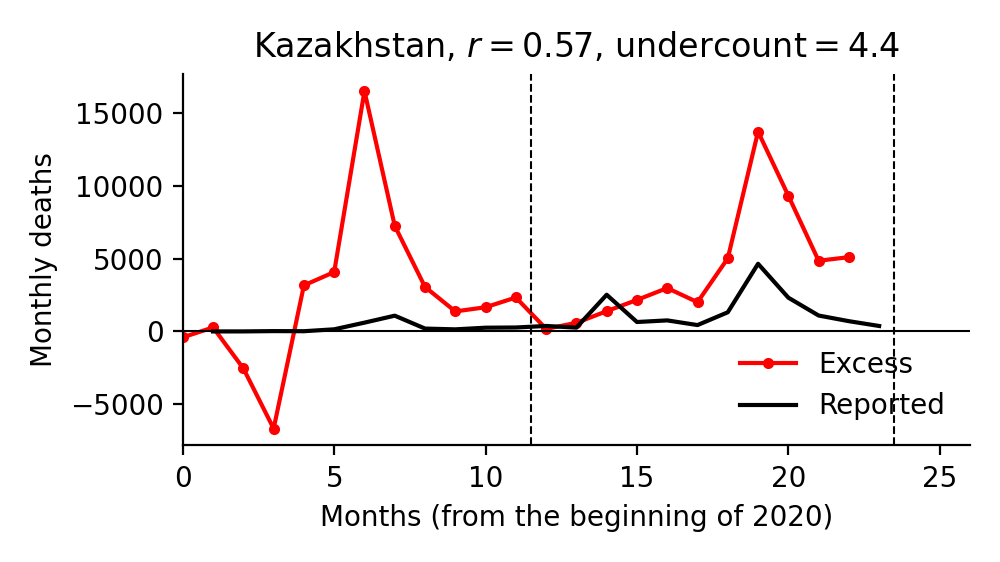 Kazakhstan, r = 0.57, undercount = 4.4
Monthly deaths
15000
10000
5000
0
−5000
Excess
Reported
0 5 10 15 20 25
Months (from the beginning of 2020)